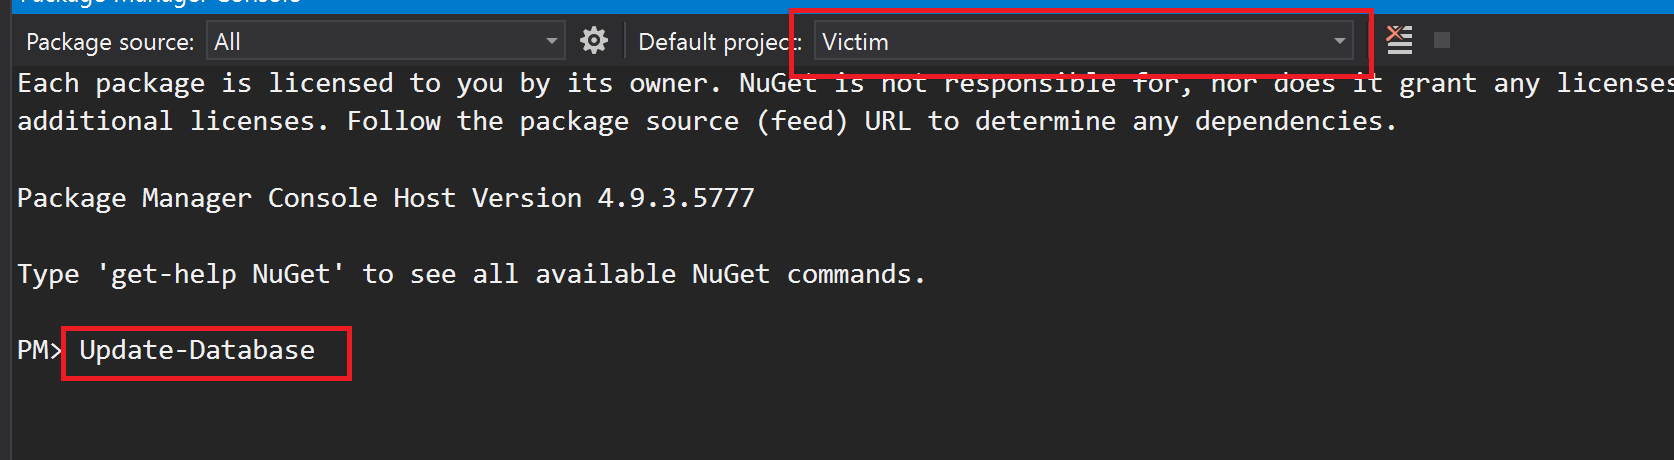 Package Manager Console
Package source: All Default project: Victim
Each package is licensed to you by its owner. NuGet is not responsible for, nor does it grant any licenses
additional licenses. Follow the package source (feed) URL to determine any dependencies.
Package Manager Console Host Version 4.9.3.5777
Type 'get-help NuGet' to see all available NuGet commands.
PM> Update-Database